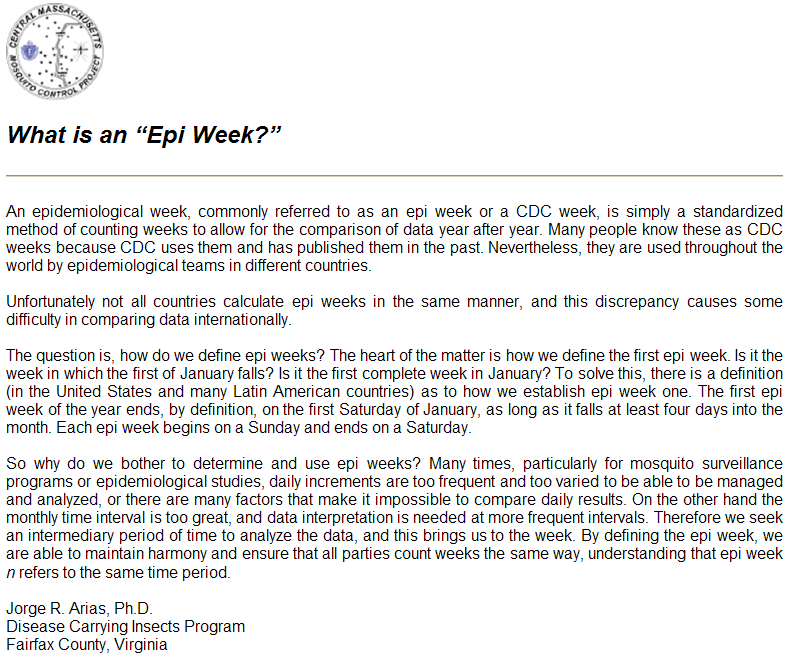 CENTRAL MASSACHUSETTS
MOSQUITO CONTROL PROJECT
What is an “Epi Week?”
An epidemiological week, commonly referred to as an epi week or a CDC week, is simply a standardized
method of counting weeks to allow for the comparison of data year after year. Many people know these as CDC
weeks because CDC uses them and has published them in the past. Nevertheless, they are used throughout the
world by epidemiological teams in different countries.
Unfortunately not all countries calculate epi weeks in the same manner, and this discrepancy causes some
difficulty in comparing data internationally.
The question is, how do we define epi weeks? The heart of the matter is how we define the first epi week. Is it the
week in which the first of January falls? Is it the first complete week in January? To solve this, there is a definition
(in the United States and many Latin American countries) as to how we establish epi week one. The first epi
week of the year ends, by definition, on the first Saturday of January, as long as it falls at least four days into the
month. Each epi week begins on a Sunday and ends on a Saturday.
So why do we bother to determine and use epi weeks? Many times, particularly for mosquito surveillance
programs or epidemiological studies, daily increments are too frequent and too varied to be able to be managed
and analyzed, or there are many factors that make it impossible to compare daily results. On the other hand the
monthly time interval is too great, and data interpretation is needed at more frequent intervals. Therefore we seek
an intermediary period of time to analyze the data, and this brings us to the week. By defining the epi week, we
are able to maintain harmony and ensure that all parties count weeks the same way, understanding that epi week
n refers to the same time period.
Jorge R. Arias, Ph.D.
Disease Carrying Insects Program
Fairfax County, Virginia